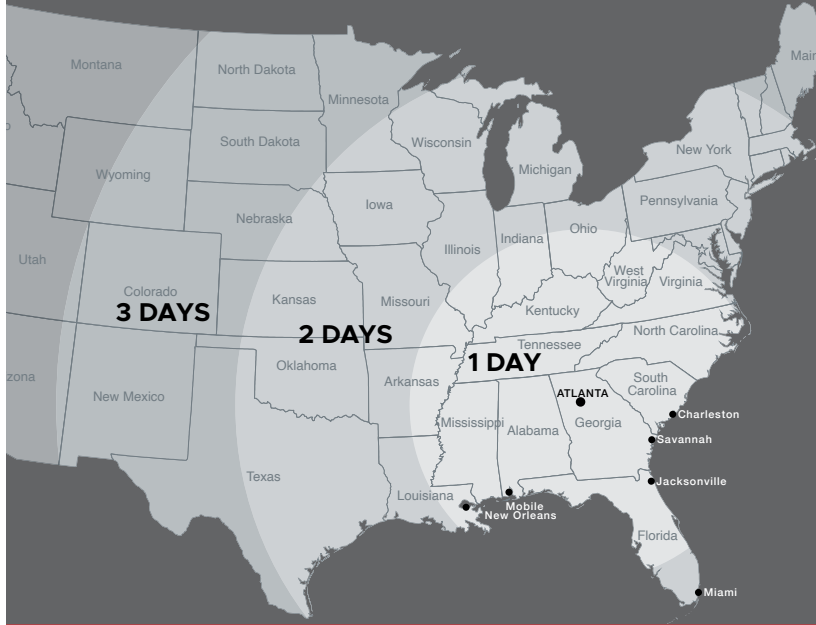 Montana
North Dakota
Minnesota
Mair
Wisconsin
South Dakota
New York
Michigan
Wyoming
Pennsylvania
Iowa
Nebraska
Ohio
Indiana
Illinois
Utah
West
Virginia
Virginia
Colorado
Kansas
Missouri
3 DAYS
Kentucky
2 DAYS
North Carolina
Tennessee
1 DAY
Oklahoma
zona
Arkansas
South
Carolina
New Mexico
ATLANTA
Charleston
Mississippi
Alabama
Georgia
Savannah
Texas
Jacksonville
Louisiana
Mobile
New Orleans
Florida
Miami